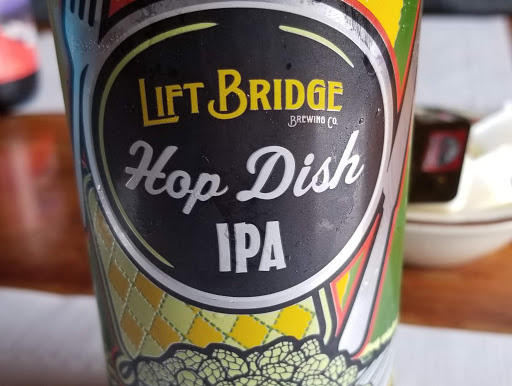 LIFT BRIDGE
BREWING CO.
Hop Dish
IPA